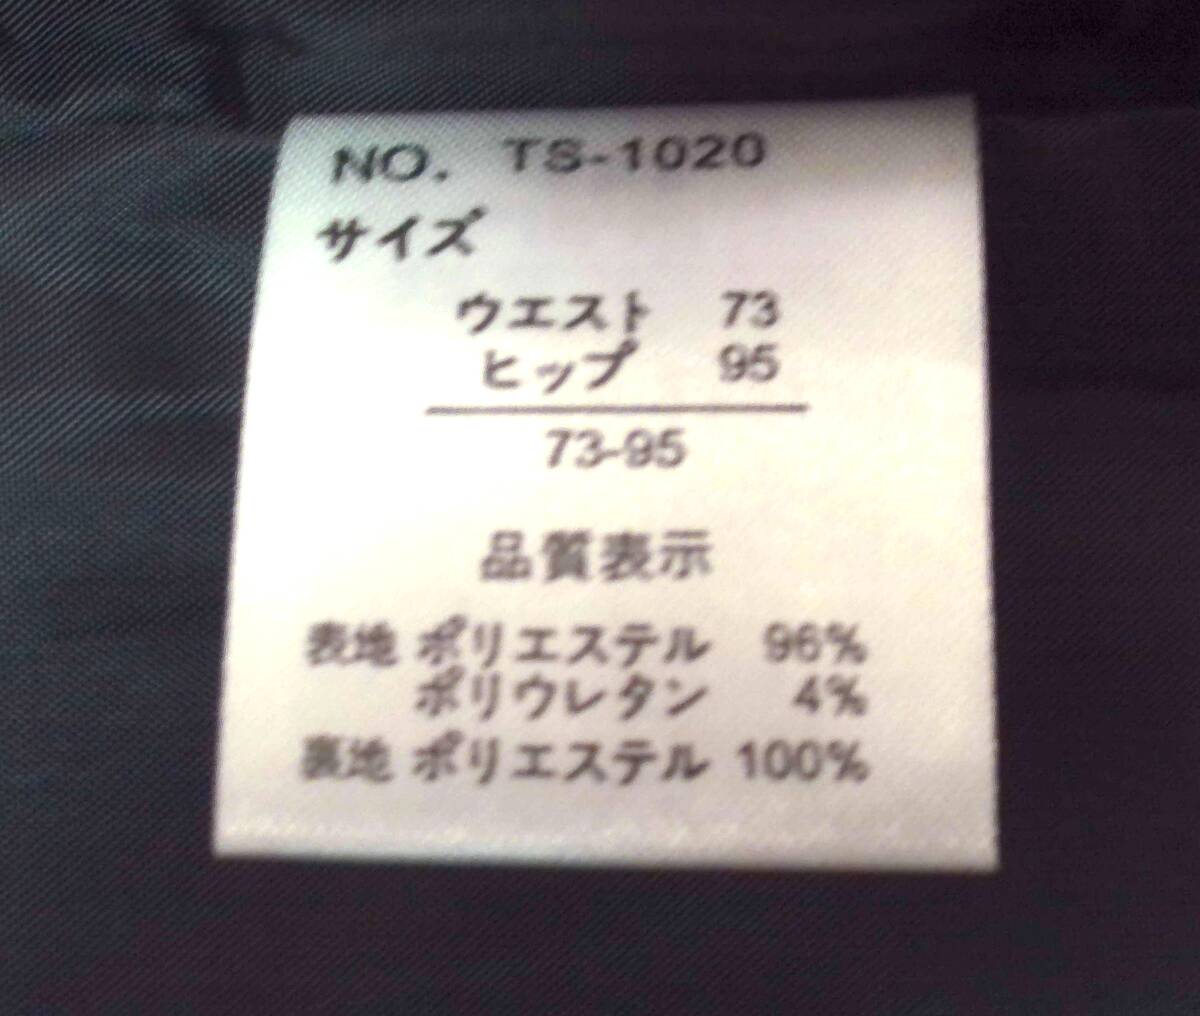 NO. TS-1020
サイズ
ウエスト 73
ヒップ 95
73-95
品質表示
表地 ポリエステル 96%
ポリウレタン 4%
裏地 ポリエステル 100%